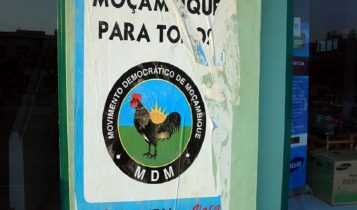 MOÇAMBIQUE
PARA TODOS
MOVIMENTO DEMOCRÁTICO DE MOÇAMBIQUE
MDM